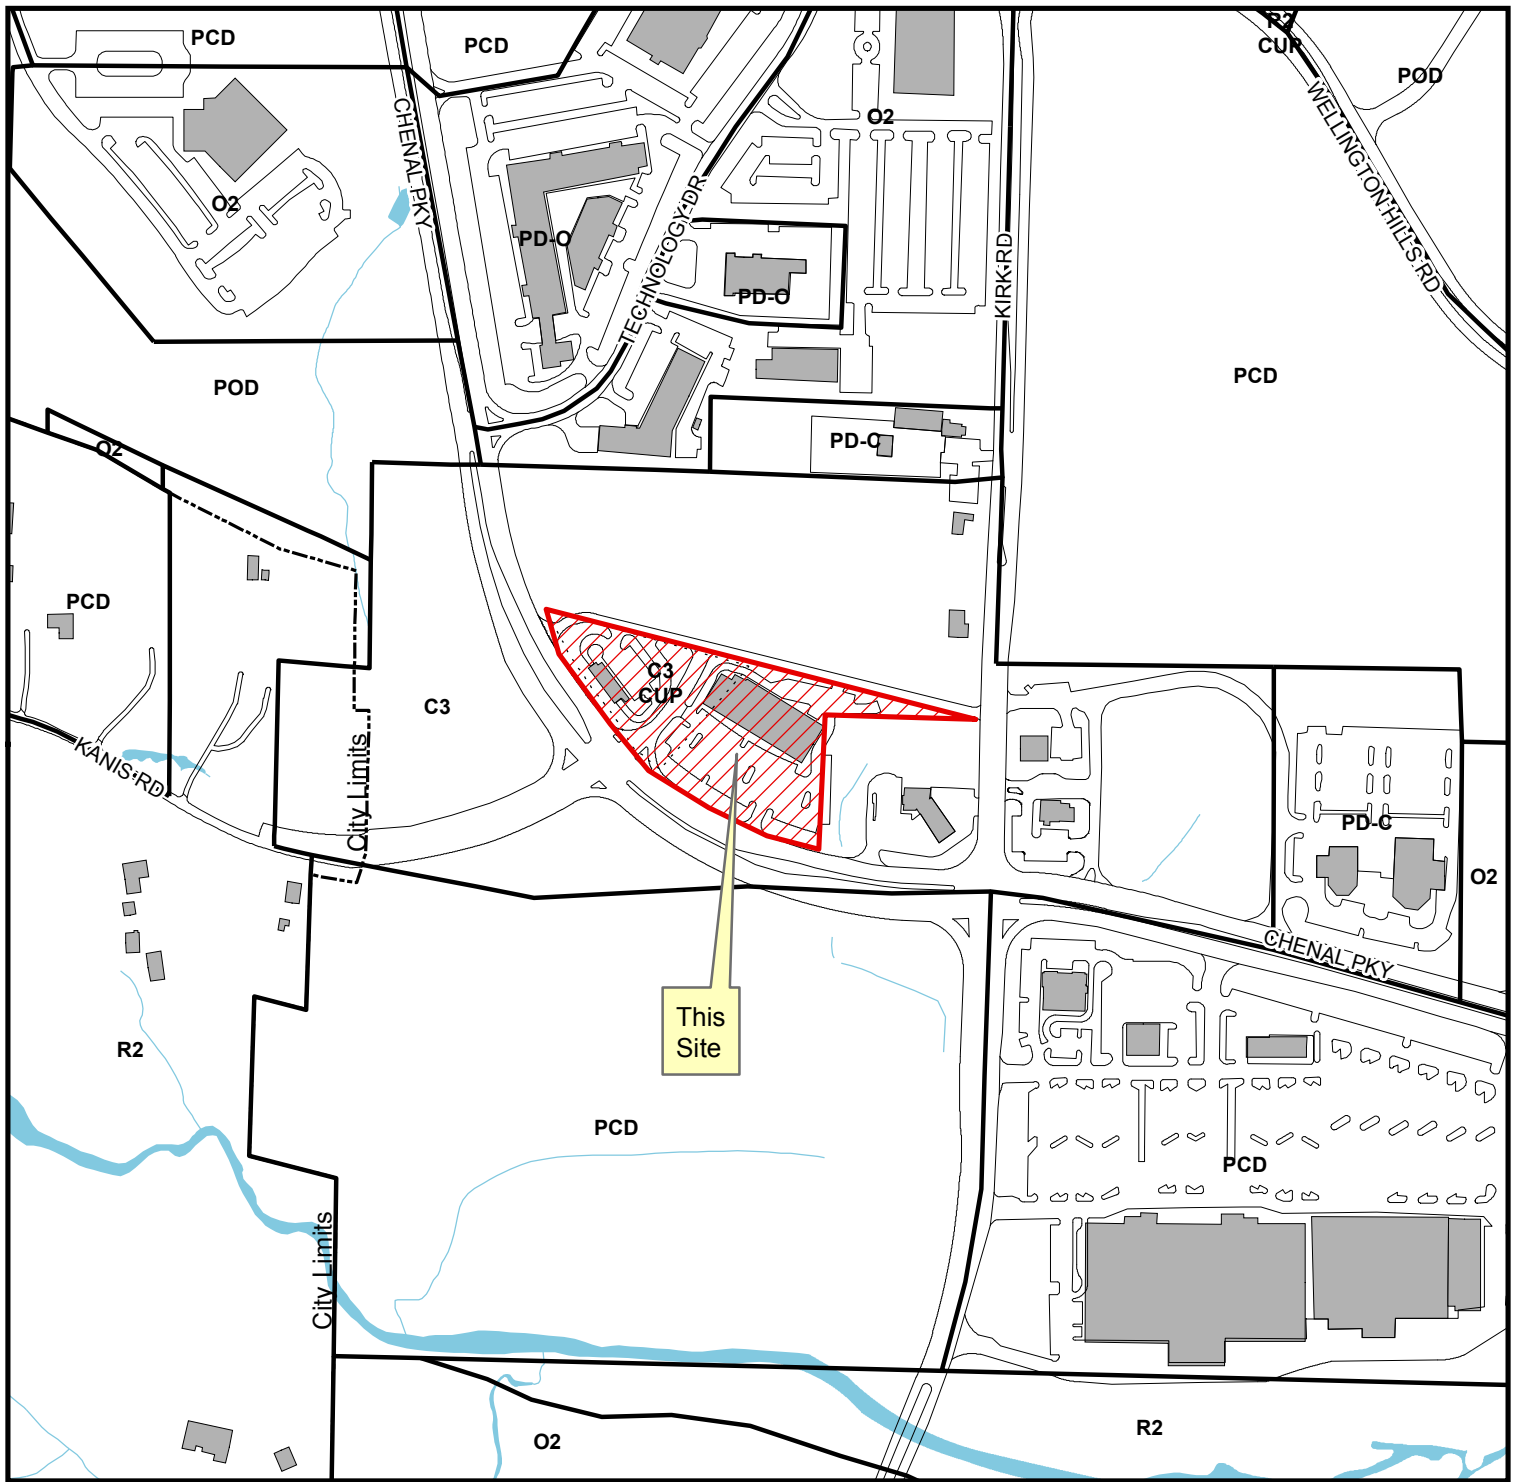 PCD
PCD
R2
CUP
POD
CHENAL PKY
O2
WELLINGTON HILLS RD
O2
TECHNOLOGY DR
PD-O
KIRK RD
PD-O
POD
PCD
O2
PD-C
PCD
C3
CUP
C3
KANIS RD
City Limits
PD-C
O2
CHENAL PKY
This
Site
R2
PCD
PCD
City Limits
O2
R2